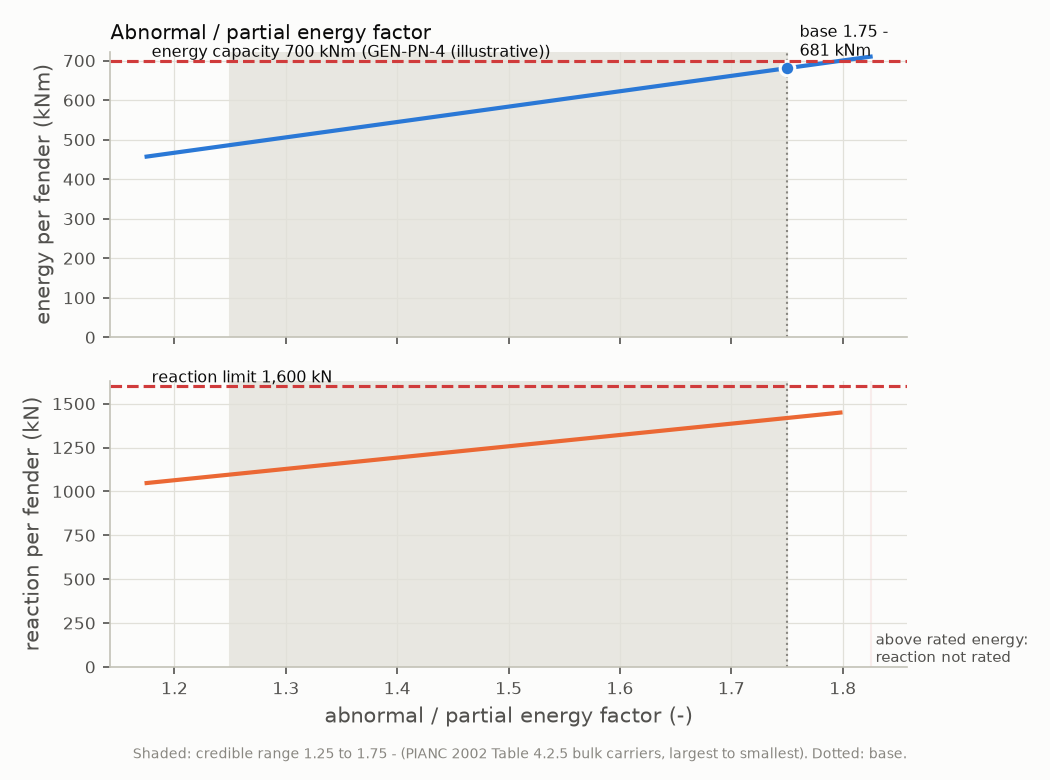 Abnormal / partial energy factor
base 1.75 -
681 kNm
energy capacity 700 kNm (GEN-PN-4 (illustrative))
energy per fender (kNm)
700
600
500
400
300
200
100
0
reaction limit 1,600 kN
reaction per fender (kN)
1500
1250
1000
750
500
250
0
above rated energy:
reaction not rated
1.2 1.3 1.4 1.5 1.6 1.7 1.8
abnormal / partial energy factor (-)
Shaded: credible range 1.25 to 1.75 - (PIANC 2002 Table 4.2.5 bulk carriers, largest to smallest). Dotted: base.